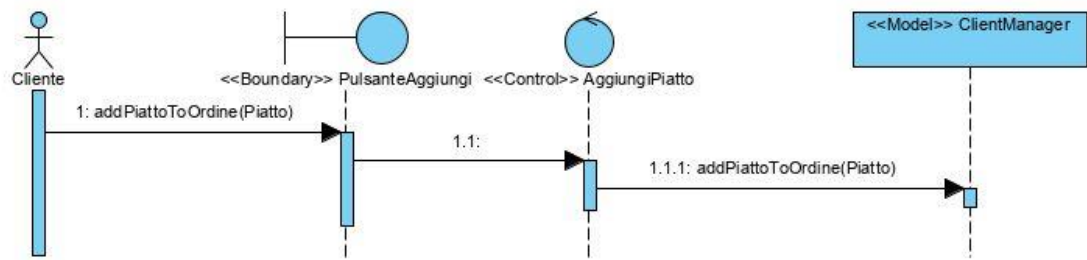 <<Model>> ClientManager
Cliente
<<Boundary>> PulsanteAggiungi
<<Control>> AggiungiPiatto
1: addPiattoToOrdine(Piatto)
1.1:
1.1.1: addPiattoToOrdine(Piatto)